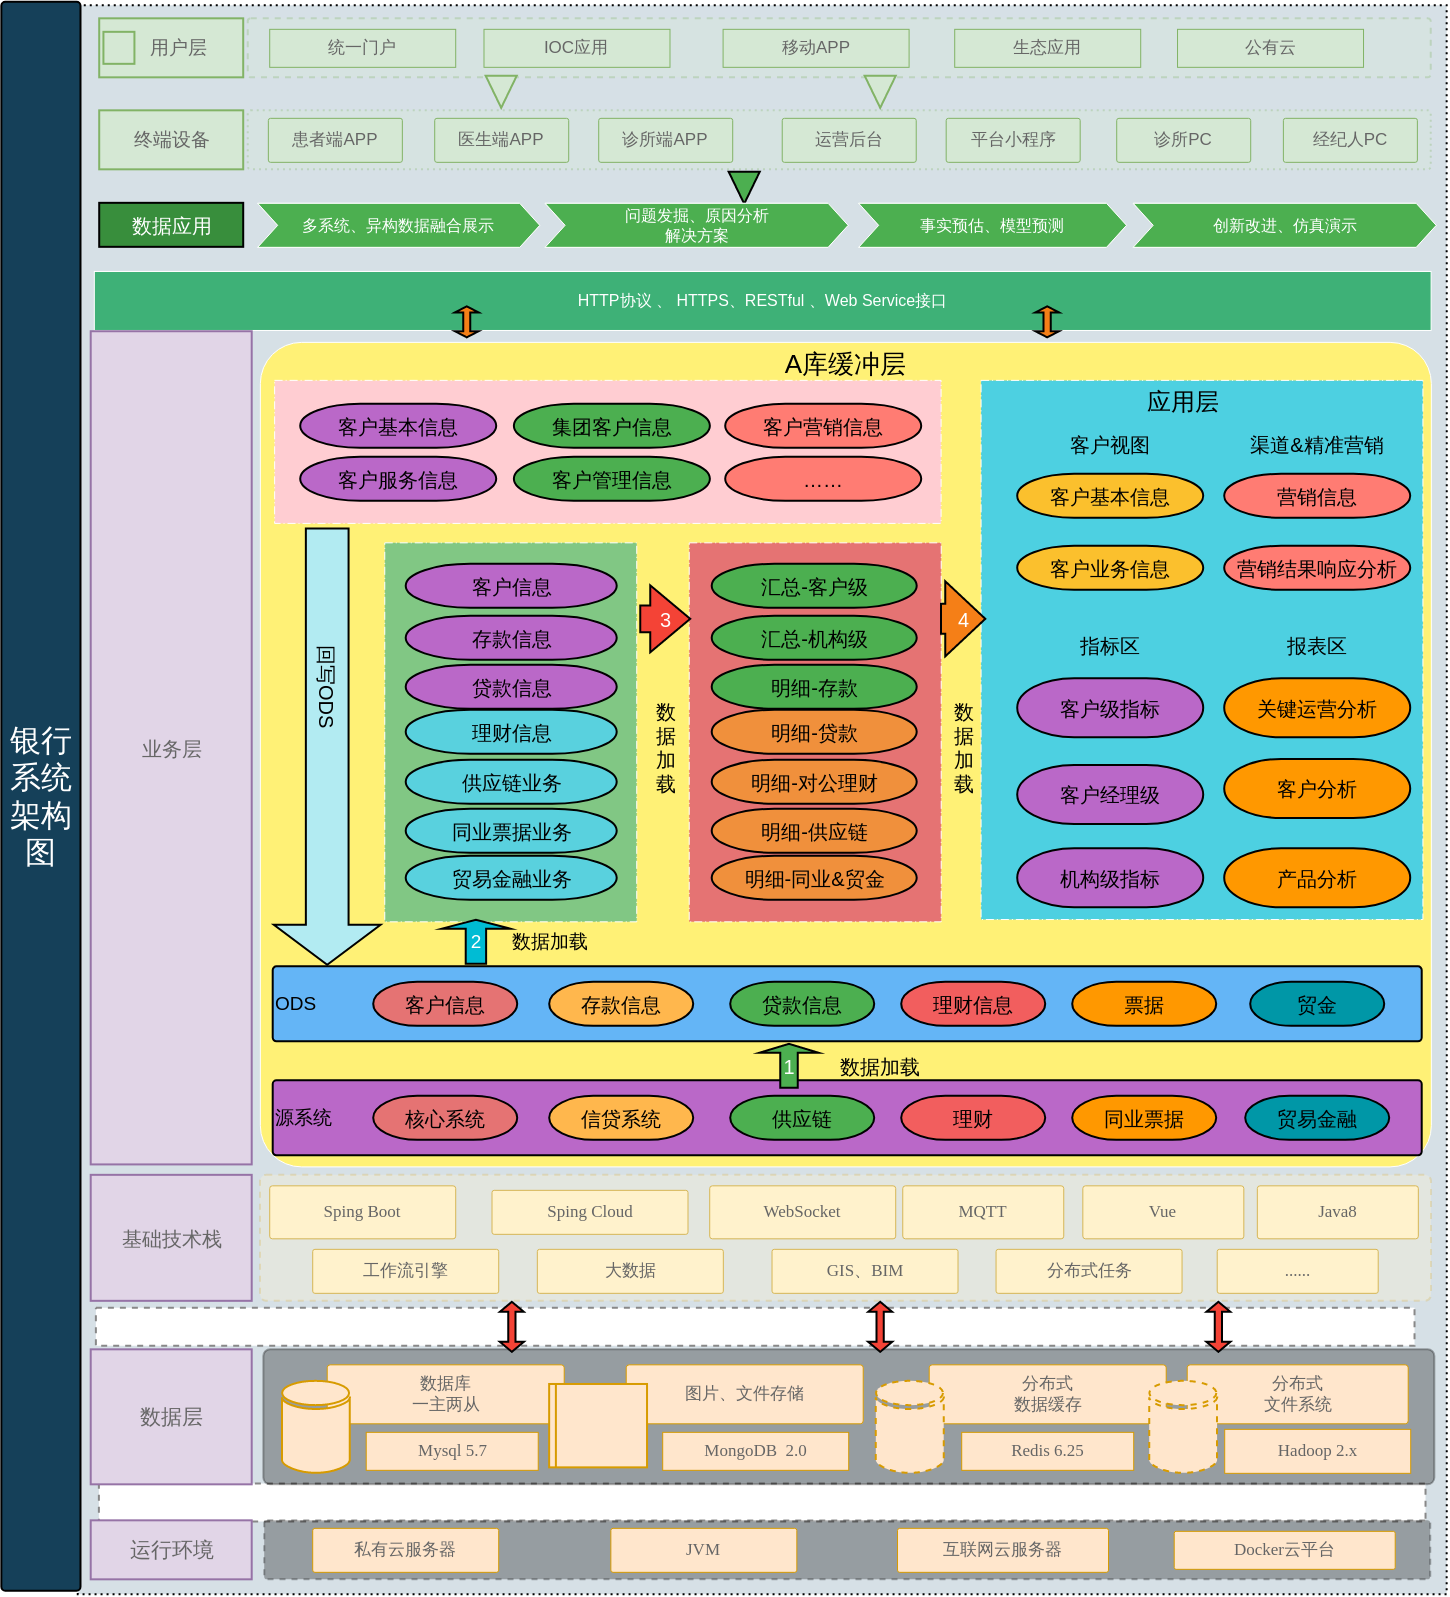 银行
系统
架构
图
用户层
统一门户
IOC应用
移动APP
生态应用
公有云
终端设备
患者端APP
医生端APP
诊所端APP
运营后台
平台小程序
诊所PC
经纪人PC
数据应用
多系统、异构数据融合展示
问题发掘、原因分析
解决方案
事实预估、模型预测
创新改进、仿真演示
HTTP协议 、 HTTPS、RESTful 、Web Service接口
业务层
A库缓冲层
客户基本信息
集团客户信息
客户营销信息
客户服务信息
客户管理信息
……
回写ODS
客户信息
存款信息
贷款信息
理财信息
供应链业务
同业票据业务
贸易金融业务
3
数
据
加
载
汇总-客户级
汇总-机构级
明细-存款
明细-贷款
明细-对公理财
明细-供应链
明细-同业&贸金
4
数
据
加
载
应用层
客户视图
渠道&精准营销
客户基本信息
营销信息
客户业务信息
营销结果响应分析
指标区
报表区
客户级指标
关键运营分析
客户经理级
客户分析
机构级指标
产品分析
2
数据加载
ODS
客户信息
存款信息
贷款信息
理财信息
票据
贸金
1
数据加载
源系统
核心系统
信贷系统
供应链
理财
同业票据
贸易金融
基础技术栈
Sping Boot
Sping Cloud
WebSocket
MQTT
Vue
Java8
工作流引擎
大数据
GIS、BIM
分布式任务
......
数据层
数据库
一主两从
Mysql 5.7
图片、文件存储
MongoDB  2.0
分布式
数据缓存
Redis 6.25
分布式
文件系统
Hadoop 2.x
运行环境
私有云服务器
JVM
互联网云服务器
Docker云平台